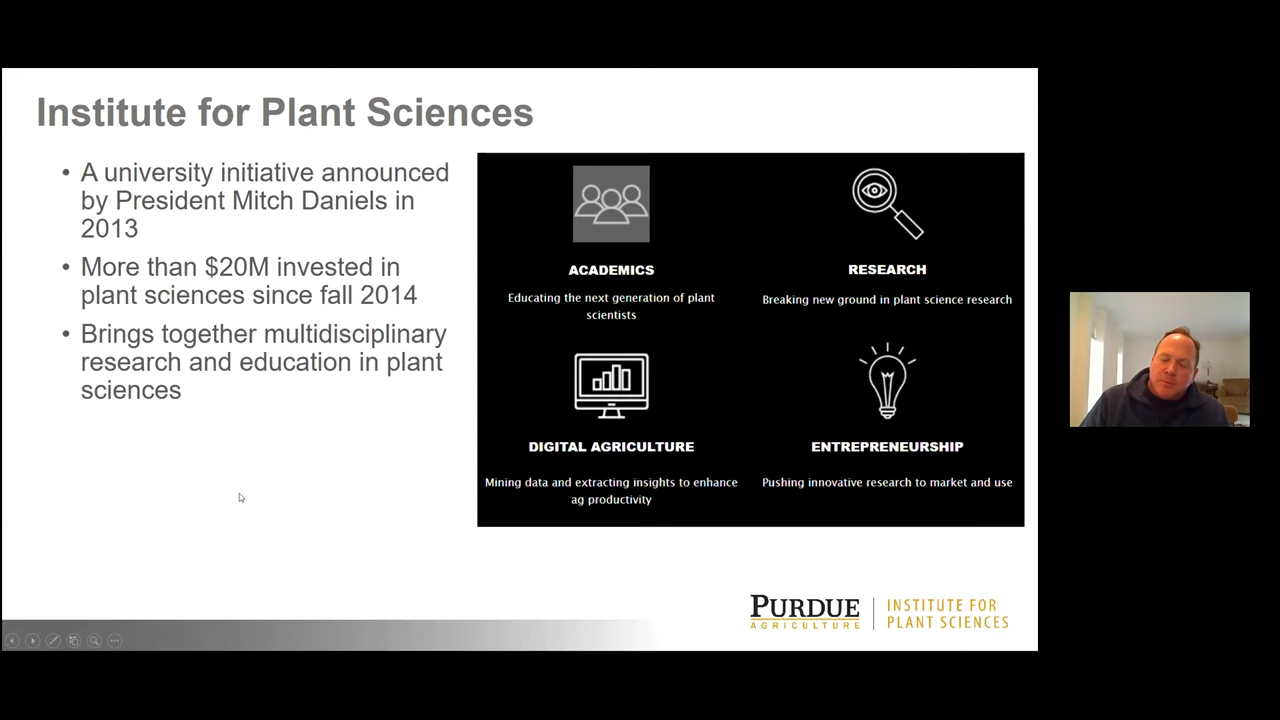 Institute for Plant Sciences
• A university initiative announced
by President Mitch Daniels in
2013
• More than $20M invested in
plant sciences since fall 2014
• Brings together multidisciplinary
research and education in plant
sciences
ACADEMICS
Educating the next generation of plant
scientists
RESEARCH
Breaking new ground in plant science research
DIGITAL AGRICULTURE
Mining data and extracting insights to enhance
ag productivity
ENTREPRENEURSHIP
Pushing innovative research to market and use
PURDUE
AGRICULTURE
INSTITUTE FOR
PLANT SCIENCES